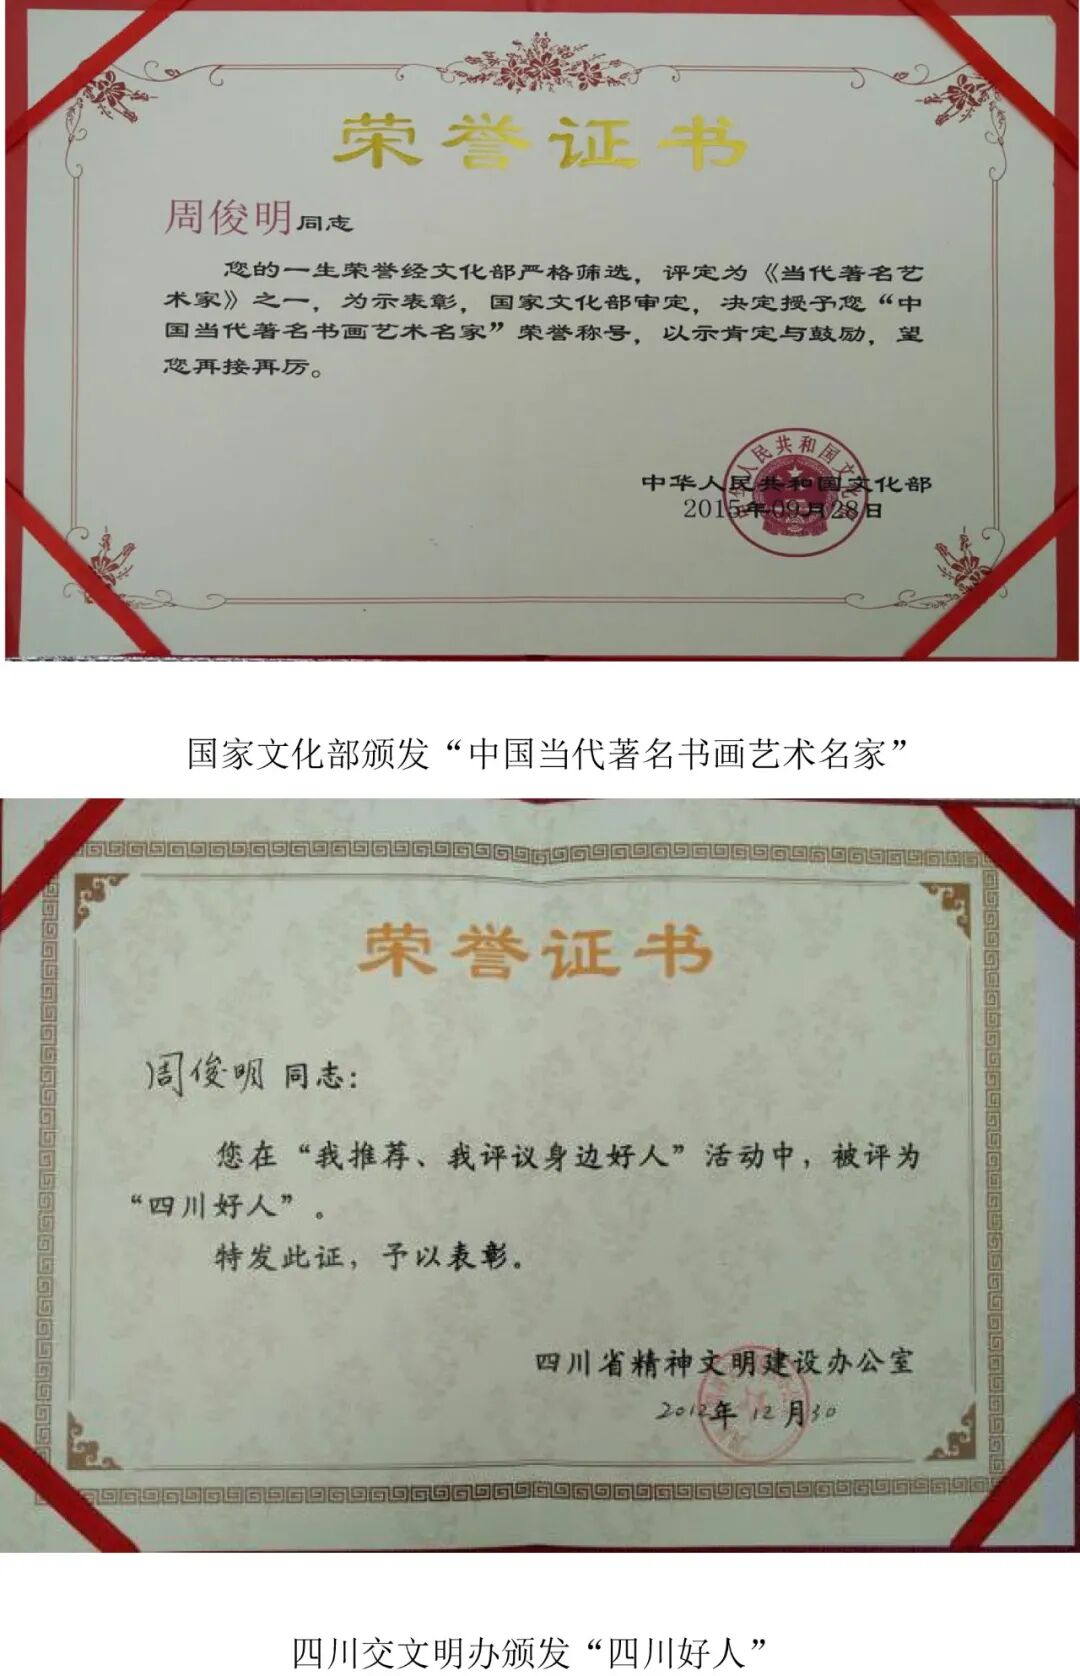 荣誉证书
周俊明同志
您的一生荣誉经文化部严格筛选，评定为《当代著名艺
术家》之一，为示表彰，国家文化部审定，决定授予您“中
国当代著名书画艺术名家”荣誉称号，以示肯定与鼓励，望
您再接再厉。
中华人民共和国文化部
中华人民共和国文化部
2015年09月28日
国家文化部颁发“中国当代著名书画艺术名家”
荣誉证书
周俊明 同志：
您在“我推荐、我评议身边好人”活动中，被评为
“四川好人”。
特发此证，予以表彰。
四川省精神文明建设办公室
2012年12月30
四川交文明办颁发“四川好人”